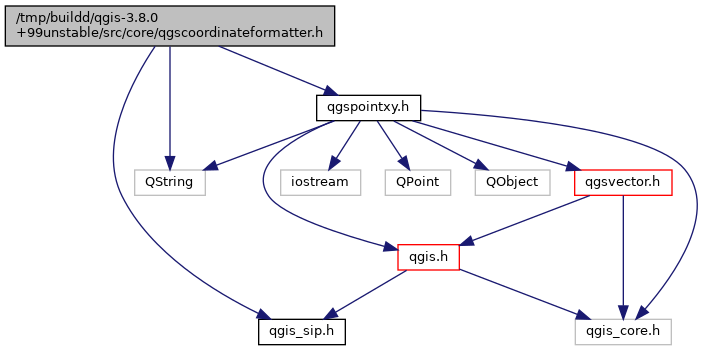 /tmp/buildd/qgis-3.8.0
+99unstable/src/core/qgscoordinateformatter.h
qgspointxy.h
QString
iostream
QPoint
QObject
qgsvector.h
qgis.h
qgis_sip.h
qgis_core.h